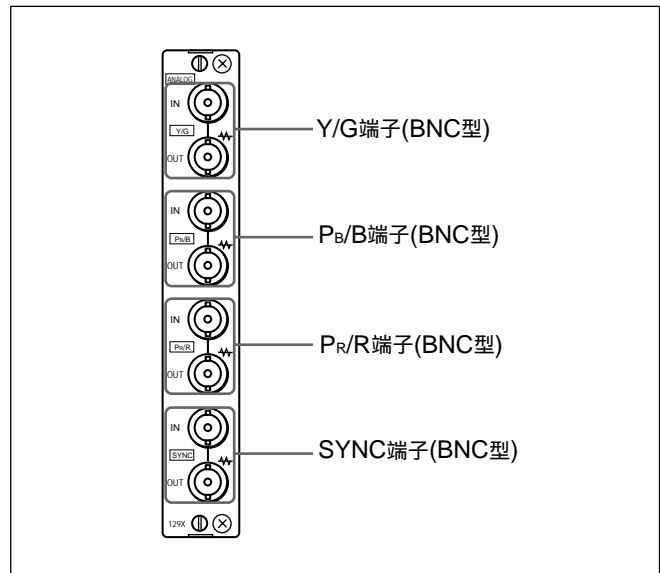 ANALOG
IN
Y/G
OUT
Y/G端子(BNC型)
IN
PB/B
OUT
PB/B端子(BNC型)
IN
PR/R
OUT
PR/R端子(BNC型)
IN
SYNC
OUT
SYNC端子(BNC型)
129X